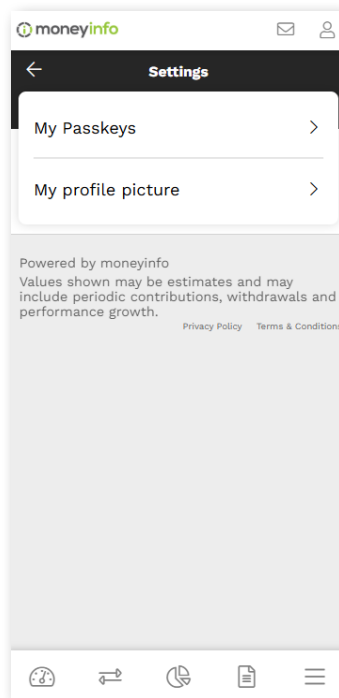 moneyinfo
Settings
My Passkeys
My profile picture
Powered by moneyinfo
Values shown may be estimates and may
include periodic contributions, withdrawals and
performance growth.
Privacy Policy Terms & Conditions